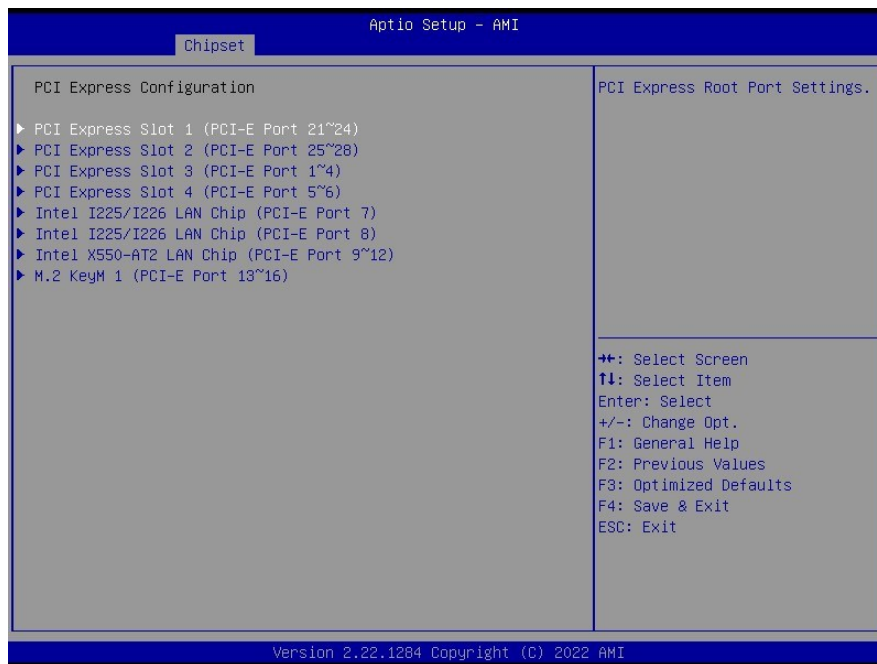 Aptio Setup – AMI
Chipset
PCI Express Configuration
PCI Express Slot 1 (PCI-E Port 21~24)
PCI Express Slot 2 (PCI-E Port 25~28)
PCI Express Slot 3 (PCI-E Port 1~4)
PCI Express Slot 4 (PCI-E Port 5~6)
Intel I225/I226 LAN Chip (PCI-E Port 7)
Intel I225/I226 LAN Chip (PCI-E Port 8)
Intel X550-AT2 LAN Chip (PCI-E Port 9~12)
M.2 KeyM 1 (PCI-E Port 13~16)
PCI Express Root Port Settings.
→←: Select Screen
↑↓: Select Item
Enter: Select
+/-: Change Opt.
F1: General Help
F2: Previous Values
F3: Optimized Defaults
F4: Save & Exit
ESC: Exit
Version 2.22.1284 Copyright (C) 2022 AMI